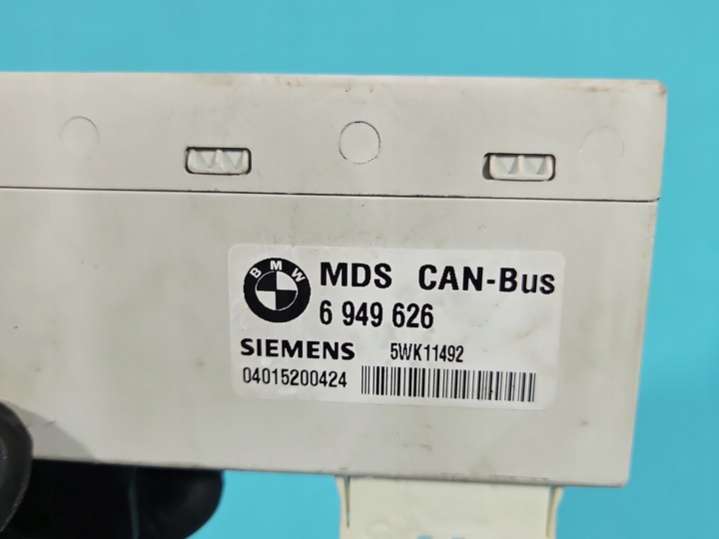 BMW
MDS CAN-Bus
6 949 626
SIEMENS 5WK11492
04015200424